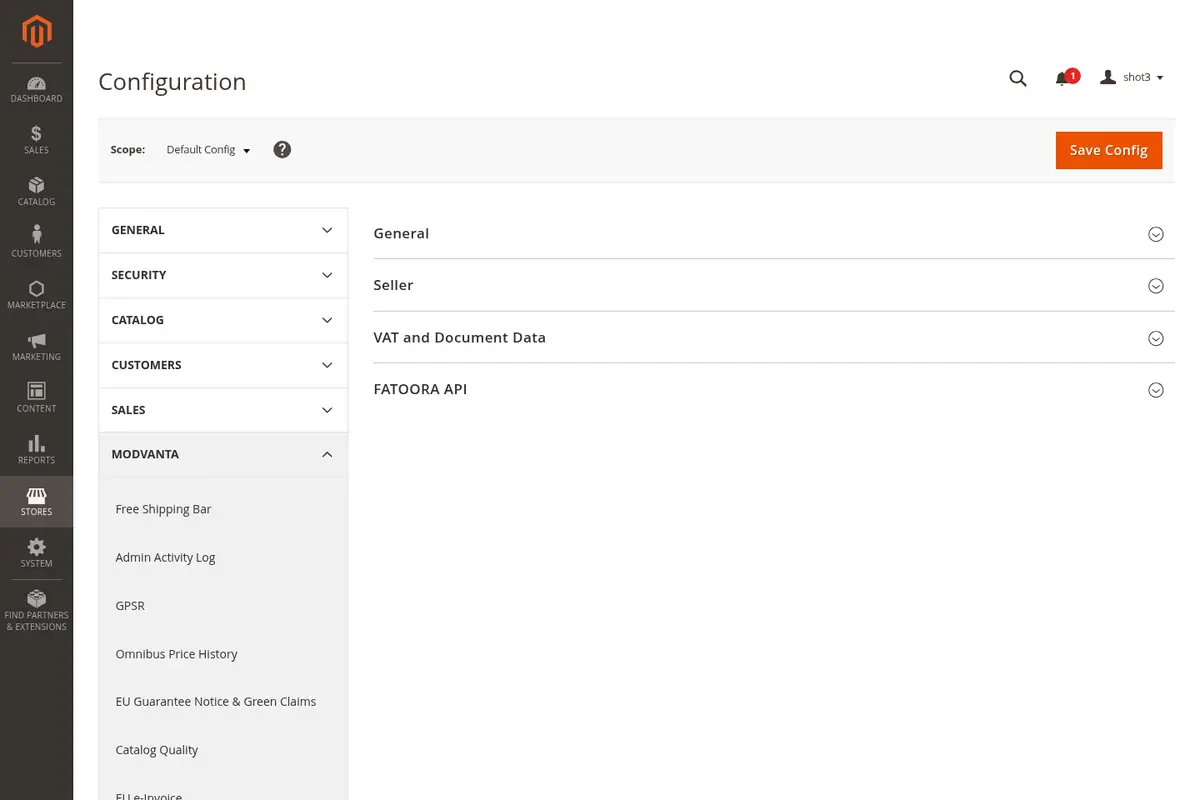 DASHBOARD
SALES
CATALOG
CUSTOMERS
MARKETPLACE
MARKETING
CONTENT
REPORTS
STORES
SYSTEM
FIND PARTNERS
& EXTENSIONS
Configuration
1
shot3
Scope:
Default Config
?
Save Config
GENERAL
SECURITY
CATALOG
CUSTOMERS
SALES
MODVANTA
Free Shipping Bar
Admin Activity Log
GPSR
Omnibus Price History
EU Guarantee Notice & Green Claims
Catalog Quality
EU e-Invoice
General
Seller
VAT and Document Data
FATOORA API